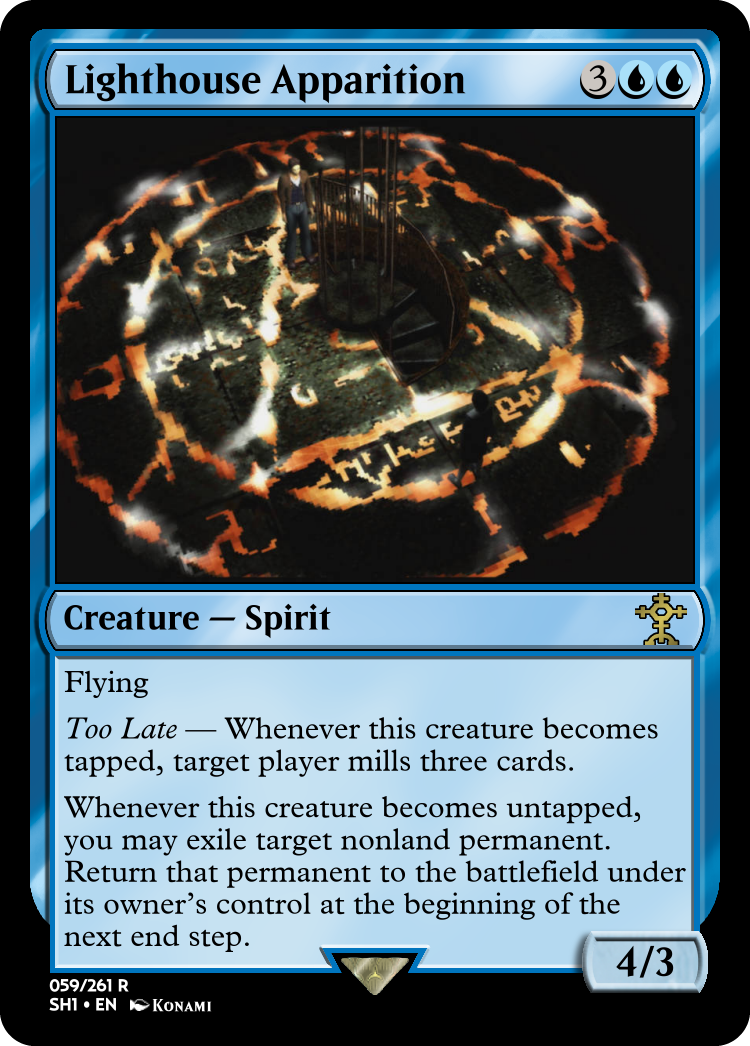 Lighthouse Apparition 3
Creature — Spirit
Flying
Too Late — Whenever this creature becomes
tapped, target player mills three cards.
Whenever this creature becomes untapped,
you may exile target nonland permanent.
Return that permanent to the battlefield under
its owner's control at the beginning of the
next end step.
4/3
059/261 R
SH1 • EN KONAMI